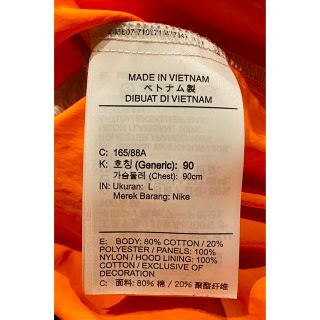 MADE IN VIETNAM
ベトナム製
DIBUAT DI VIETNAM
C: 165/88A
K: 호칭 (Generic): 90
가슴둘레 (Chest): 90cm
IN: Ukuran: L
Merek Barang: Nike
E: BODY: 80% COTTON / 20%
POLYESTER / PANELS: 100%
NYLON / HOOD LINING: 100%
COTTON / EXCLUSIVE OF
DECORATION
C: 面料: 80% 棉 / 20% 聚酯纤维